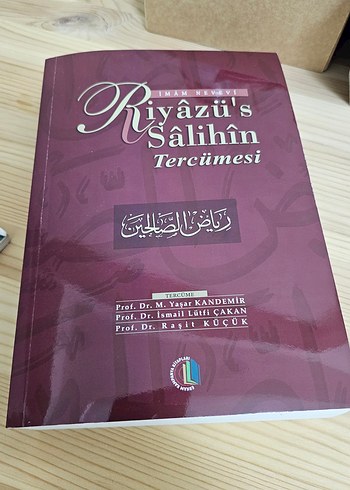 İMÂM NEVEVÎ
Riyâzü's
Sâlihîn
Tercümesi
رياض الصالحين
TERCÜME
Prof. Dr. M. Yaşar KANDEMİR
Prof. Dr. İsmail Lütfi ÇAKAN
Prof. Dr. Raşit KÜÇÜK